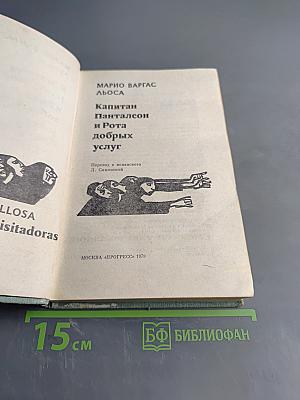 LLOSA
isitadoras
МАРИО ВАРГАС
ЛЬОСА
Капитан
Панталеон
и Рота
добрых
услуг
Перевод с испанского
Л. Синянской
МОСКВА «ПРОГРЕСС» 1979
15 см
БФ БИБЛИОФАН